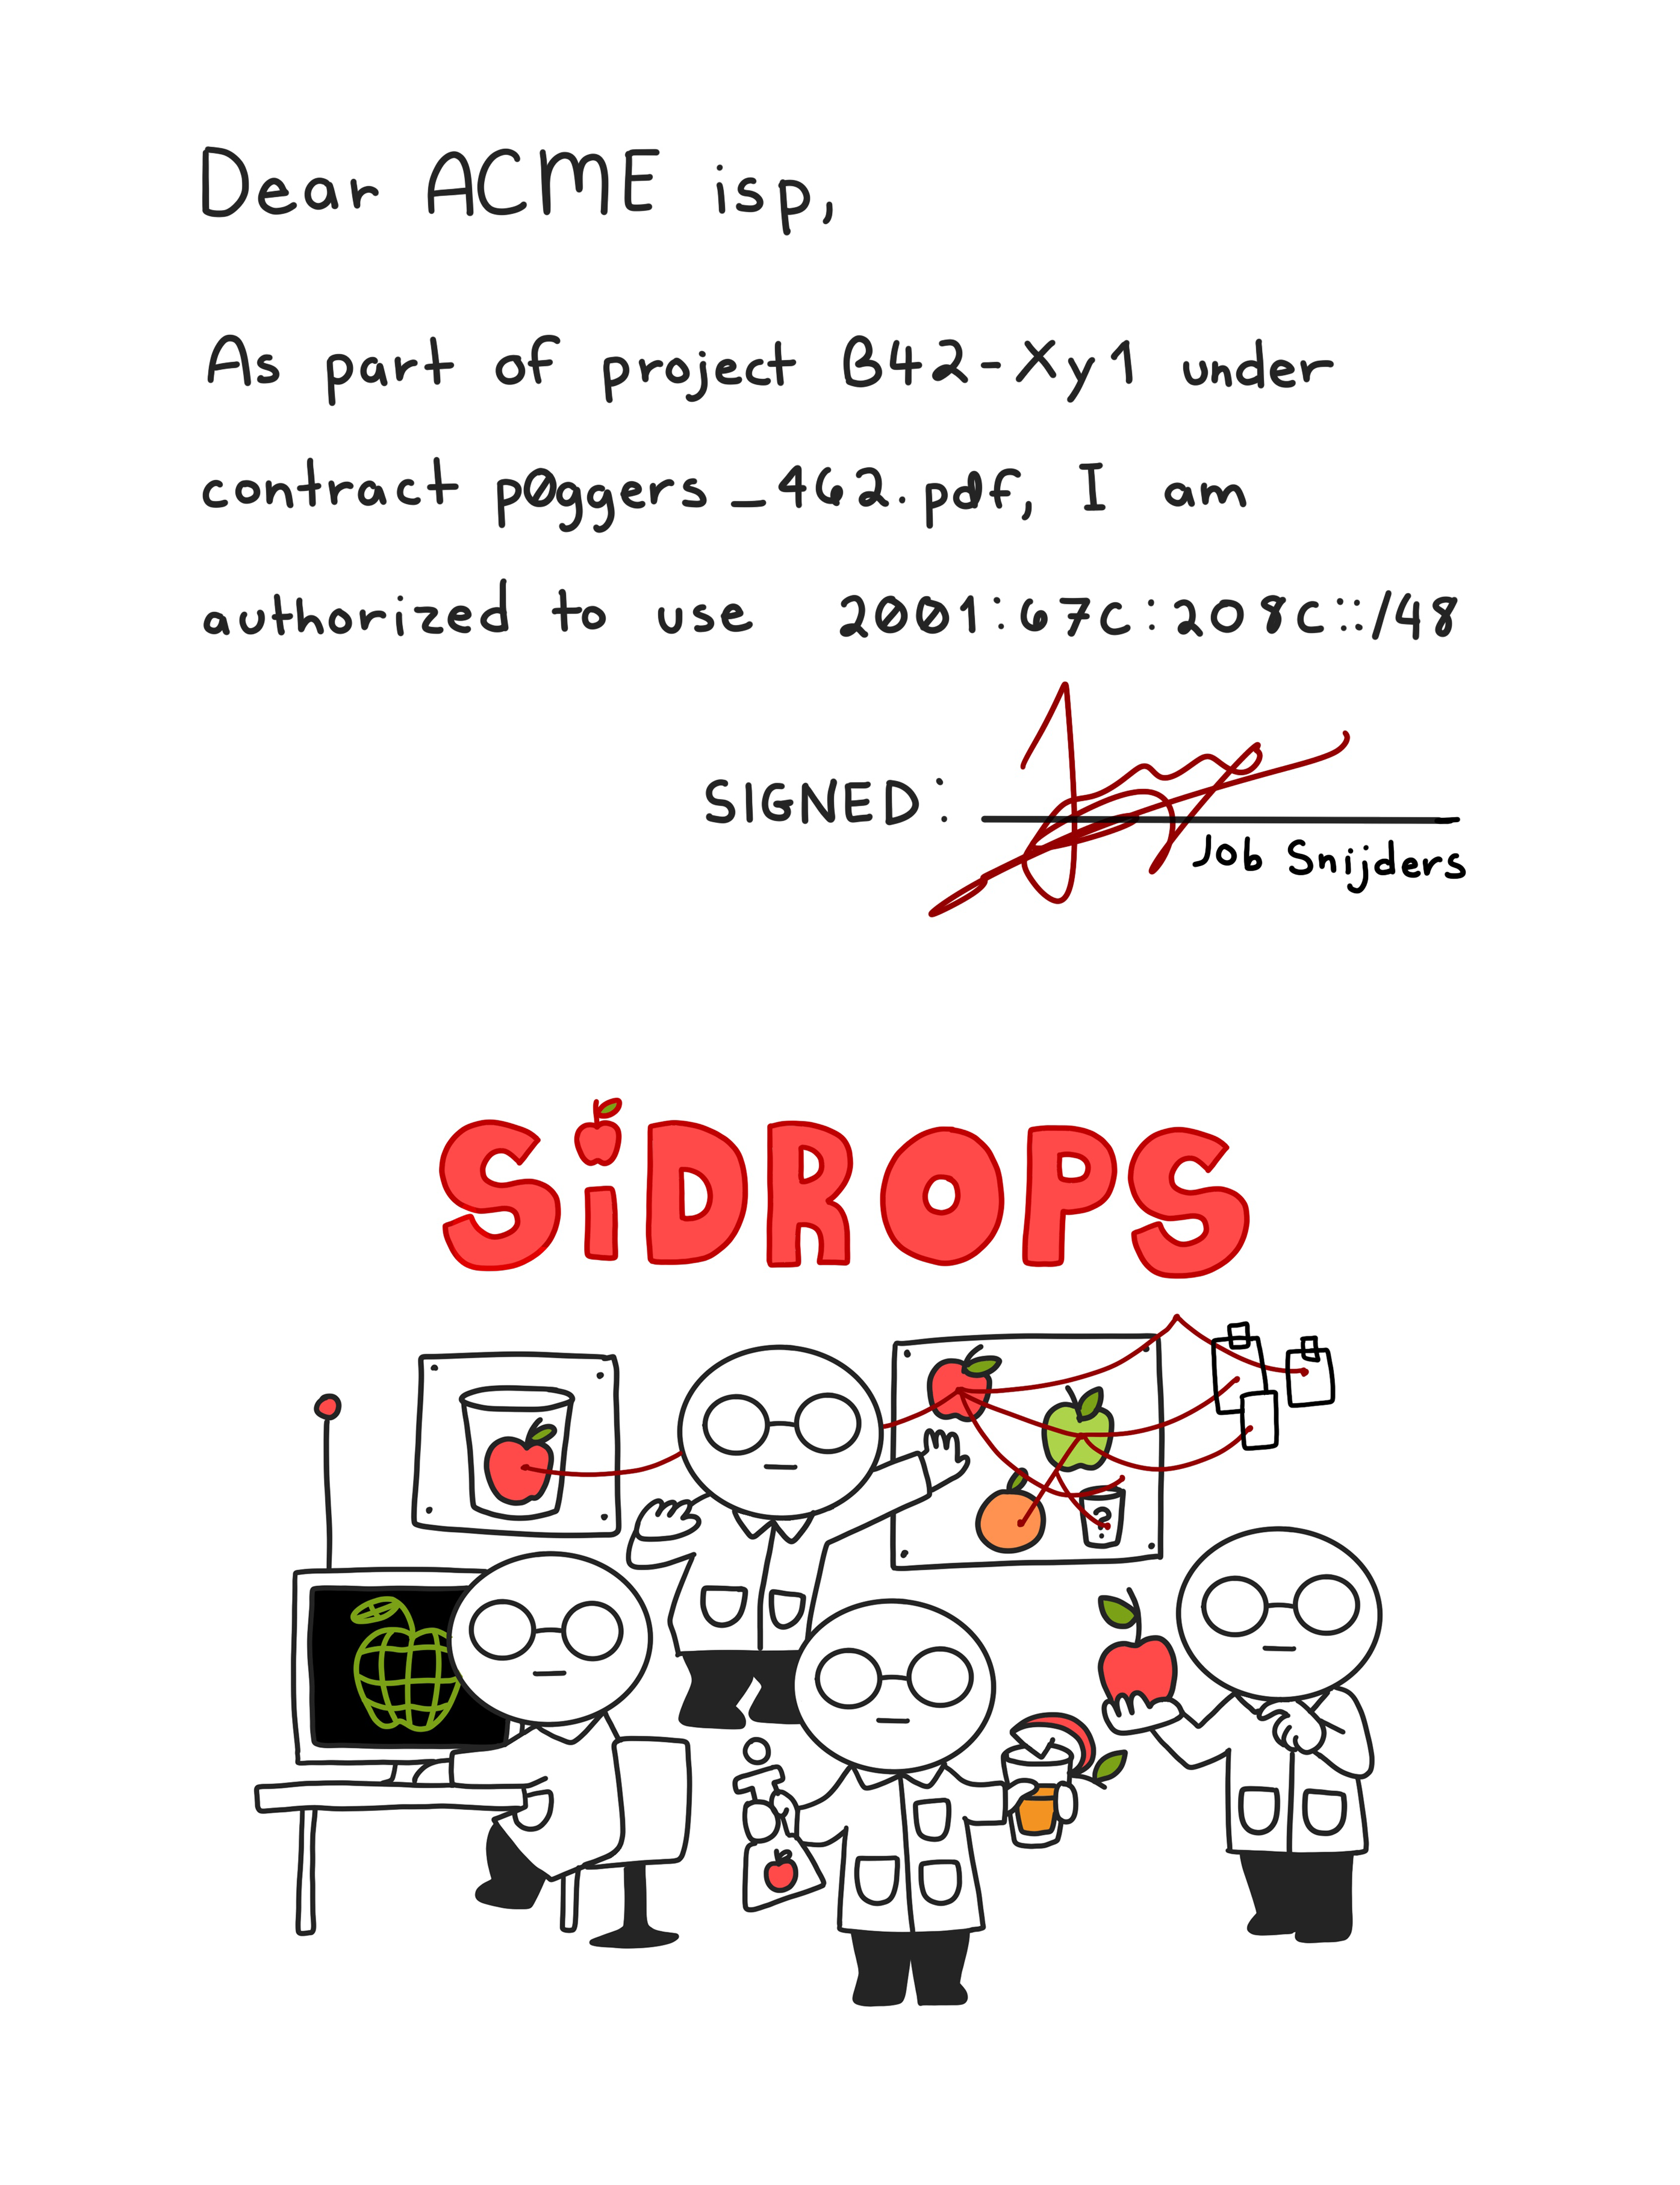 Dear ACME isp,
As part of project B42-Xy1 under
contract p0ggers_462.pdf, I am
authorized to use 2001:67c:208c::/48
SIGNED:
Job Snijders
SiDROPS
?